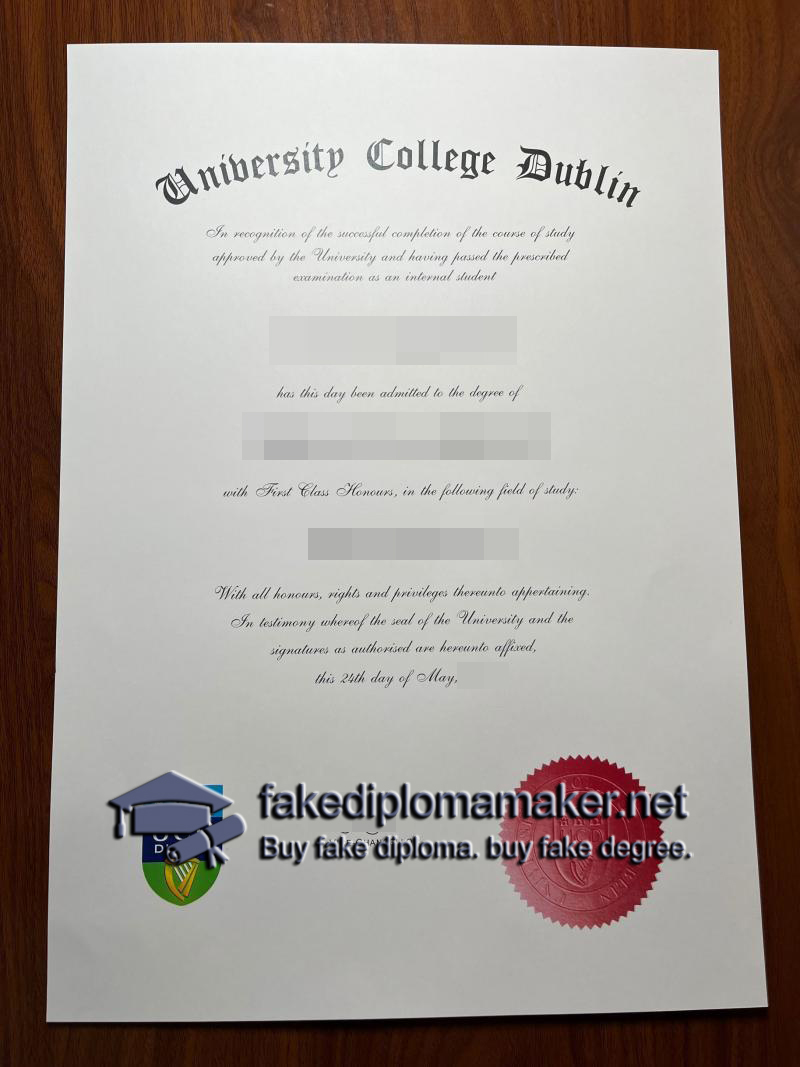 University College Dublin
In recognition of the successful completion of the course of study
approved by the University and having passed the prescribed
examination as an internal student
has this day been admitted to the degree of
with First Class Honours, in the following field of study:
With all honours, rights and privileges thereunto appertaining.
In testimony whereof the seal of the University and the
signatures as authorised are hereunto affixed,
this 24th day of May,
fakediplomamaker.net
Buy fake diploma. buy fake degree.